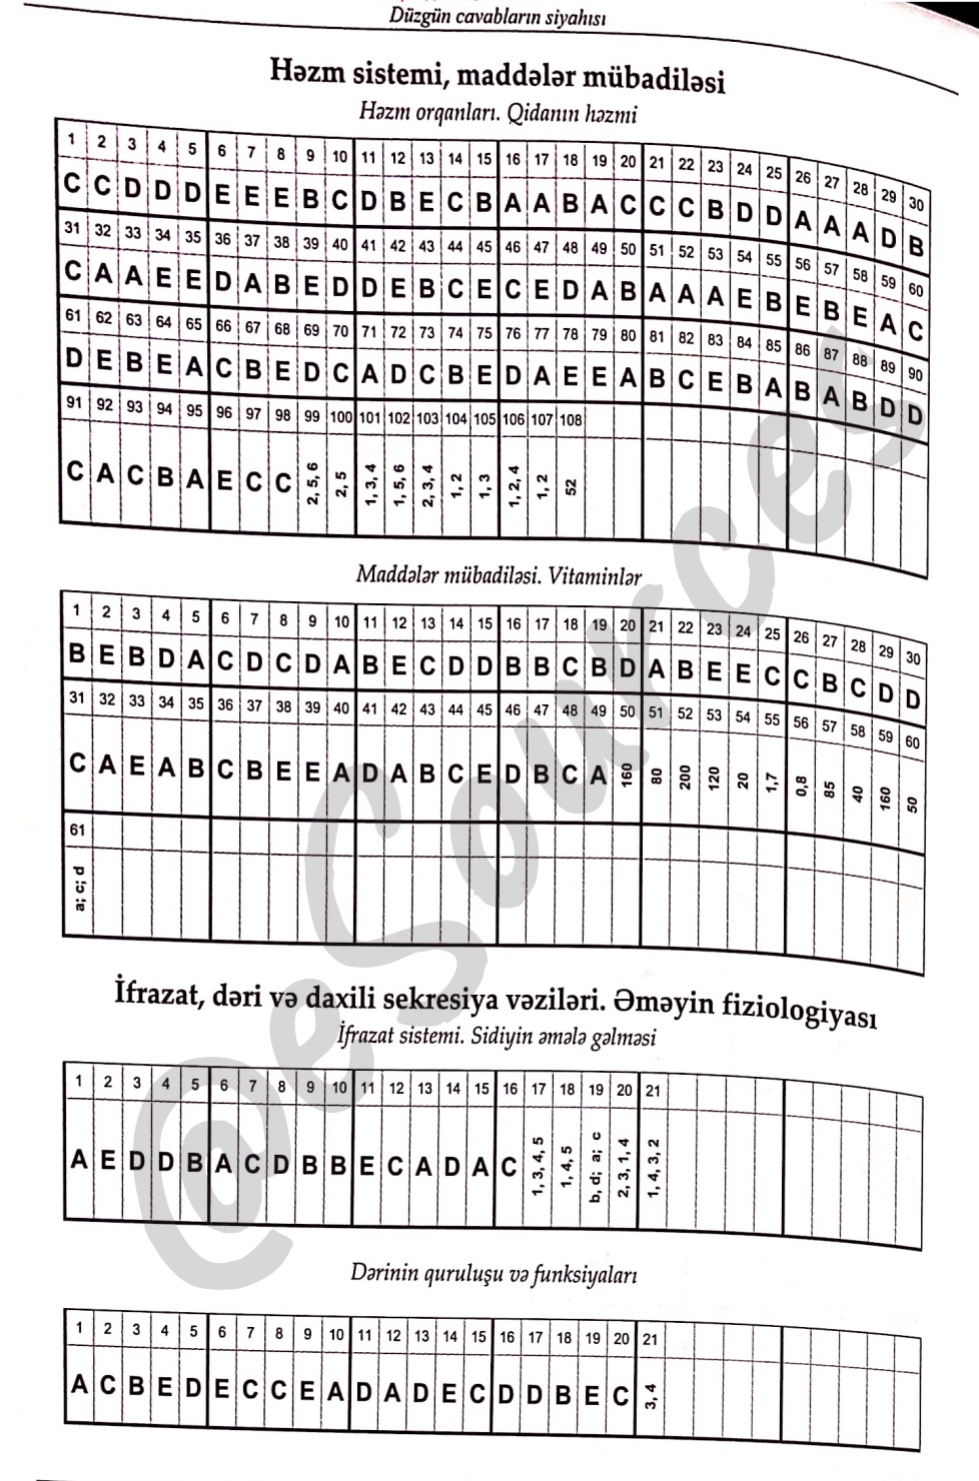 Düzgün cavabların siyahısı
Həzm sistemi, maddələr mübadiləsi
Həzm orqanları. Qidanın həzmi
1 2 3 4 5 6 7 8 9 10 11 12 13 14 15 16 17 18 19 20 21 22 23 24 25 26 27 28 29 30
C C D D D E E E B C D B E C B A A B A C C C B D D A A A D B
31 32 33 34 35 36 37 38 39 40 41 42 43 44 45 46 47 48 49 50 51 52 53 54 55 56 57 58 59 60
C A A E E D A B E D D E B C E C E D A B A A A E B E B E A C
61 62 63 64 65 66 67 68 69 70 71 72 73 74 75 76 77 78 79 80 81 82 83 84 85 86 87 88 89 90
D E B E A C B E D C A D C B E D A E E A B C E B A B A B D D
91 92 93 94 95 96 97 98 99 100 101 102 103 104 105 106 107 108
C A C B A E C C 2, 5, 6 2, 5 1, 3, 4 1, 5, 6 2, 3, 4 1, 2 1, 3 1, 2, 4 1, 2 52
Maddələr mübadiləsi. Vitaminlər
1 2 3 4 5 6 7 8 9 10 11 12 13 14 15 16 17 18 19 20 21 22 23 24 25 26 27 28 29 30
B E B D A C D C D A B E C D D B B C B D A B E E C C B C D D
31 32 33 34 35 36 37 38 39 40 41 42 43 44 45 46 47 48 49 50 51 52 53 54 55 56 57 58 59 60
C A E A B C B E E A D A B C E D B C A 160 80 200 120 20 1,7 0,8 85 40 160 50
61
a; c; d
İfrazat, dəri və daxili sekresiya vəziləri. Əməyin fiziologiyası
İfrazat sistemi. Sidiyin əmələ gəlməsi
1 2 3 4 5 6 7 8 9 10 11 12 13 14 15 16 17 18 19 20 21
A E D D B A C D B B E C A D A C 1, 3, 4, 5 1, 4, 5 b, d; a; c 2, 3, 1, 4 1, 4, 3, 2
Dərinin quruluşu və funksiyaları
1 2 3 4 5 6 7 8 9 10 11 12 13 14 15 16 17 18 19 20 21
A C B E D E C C E A D A D E C D D B E C 3, 4
@eSources